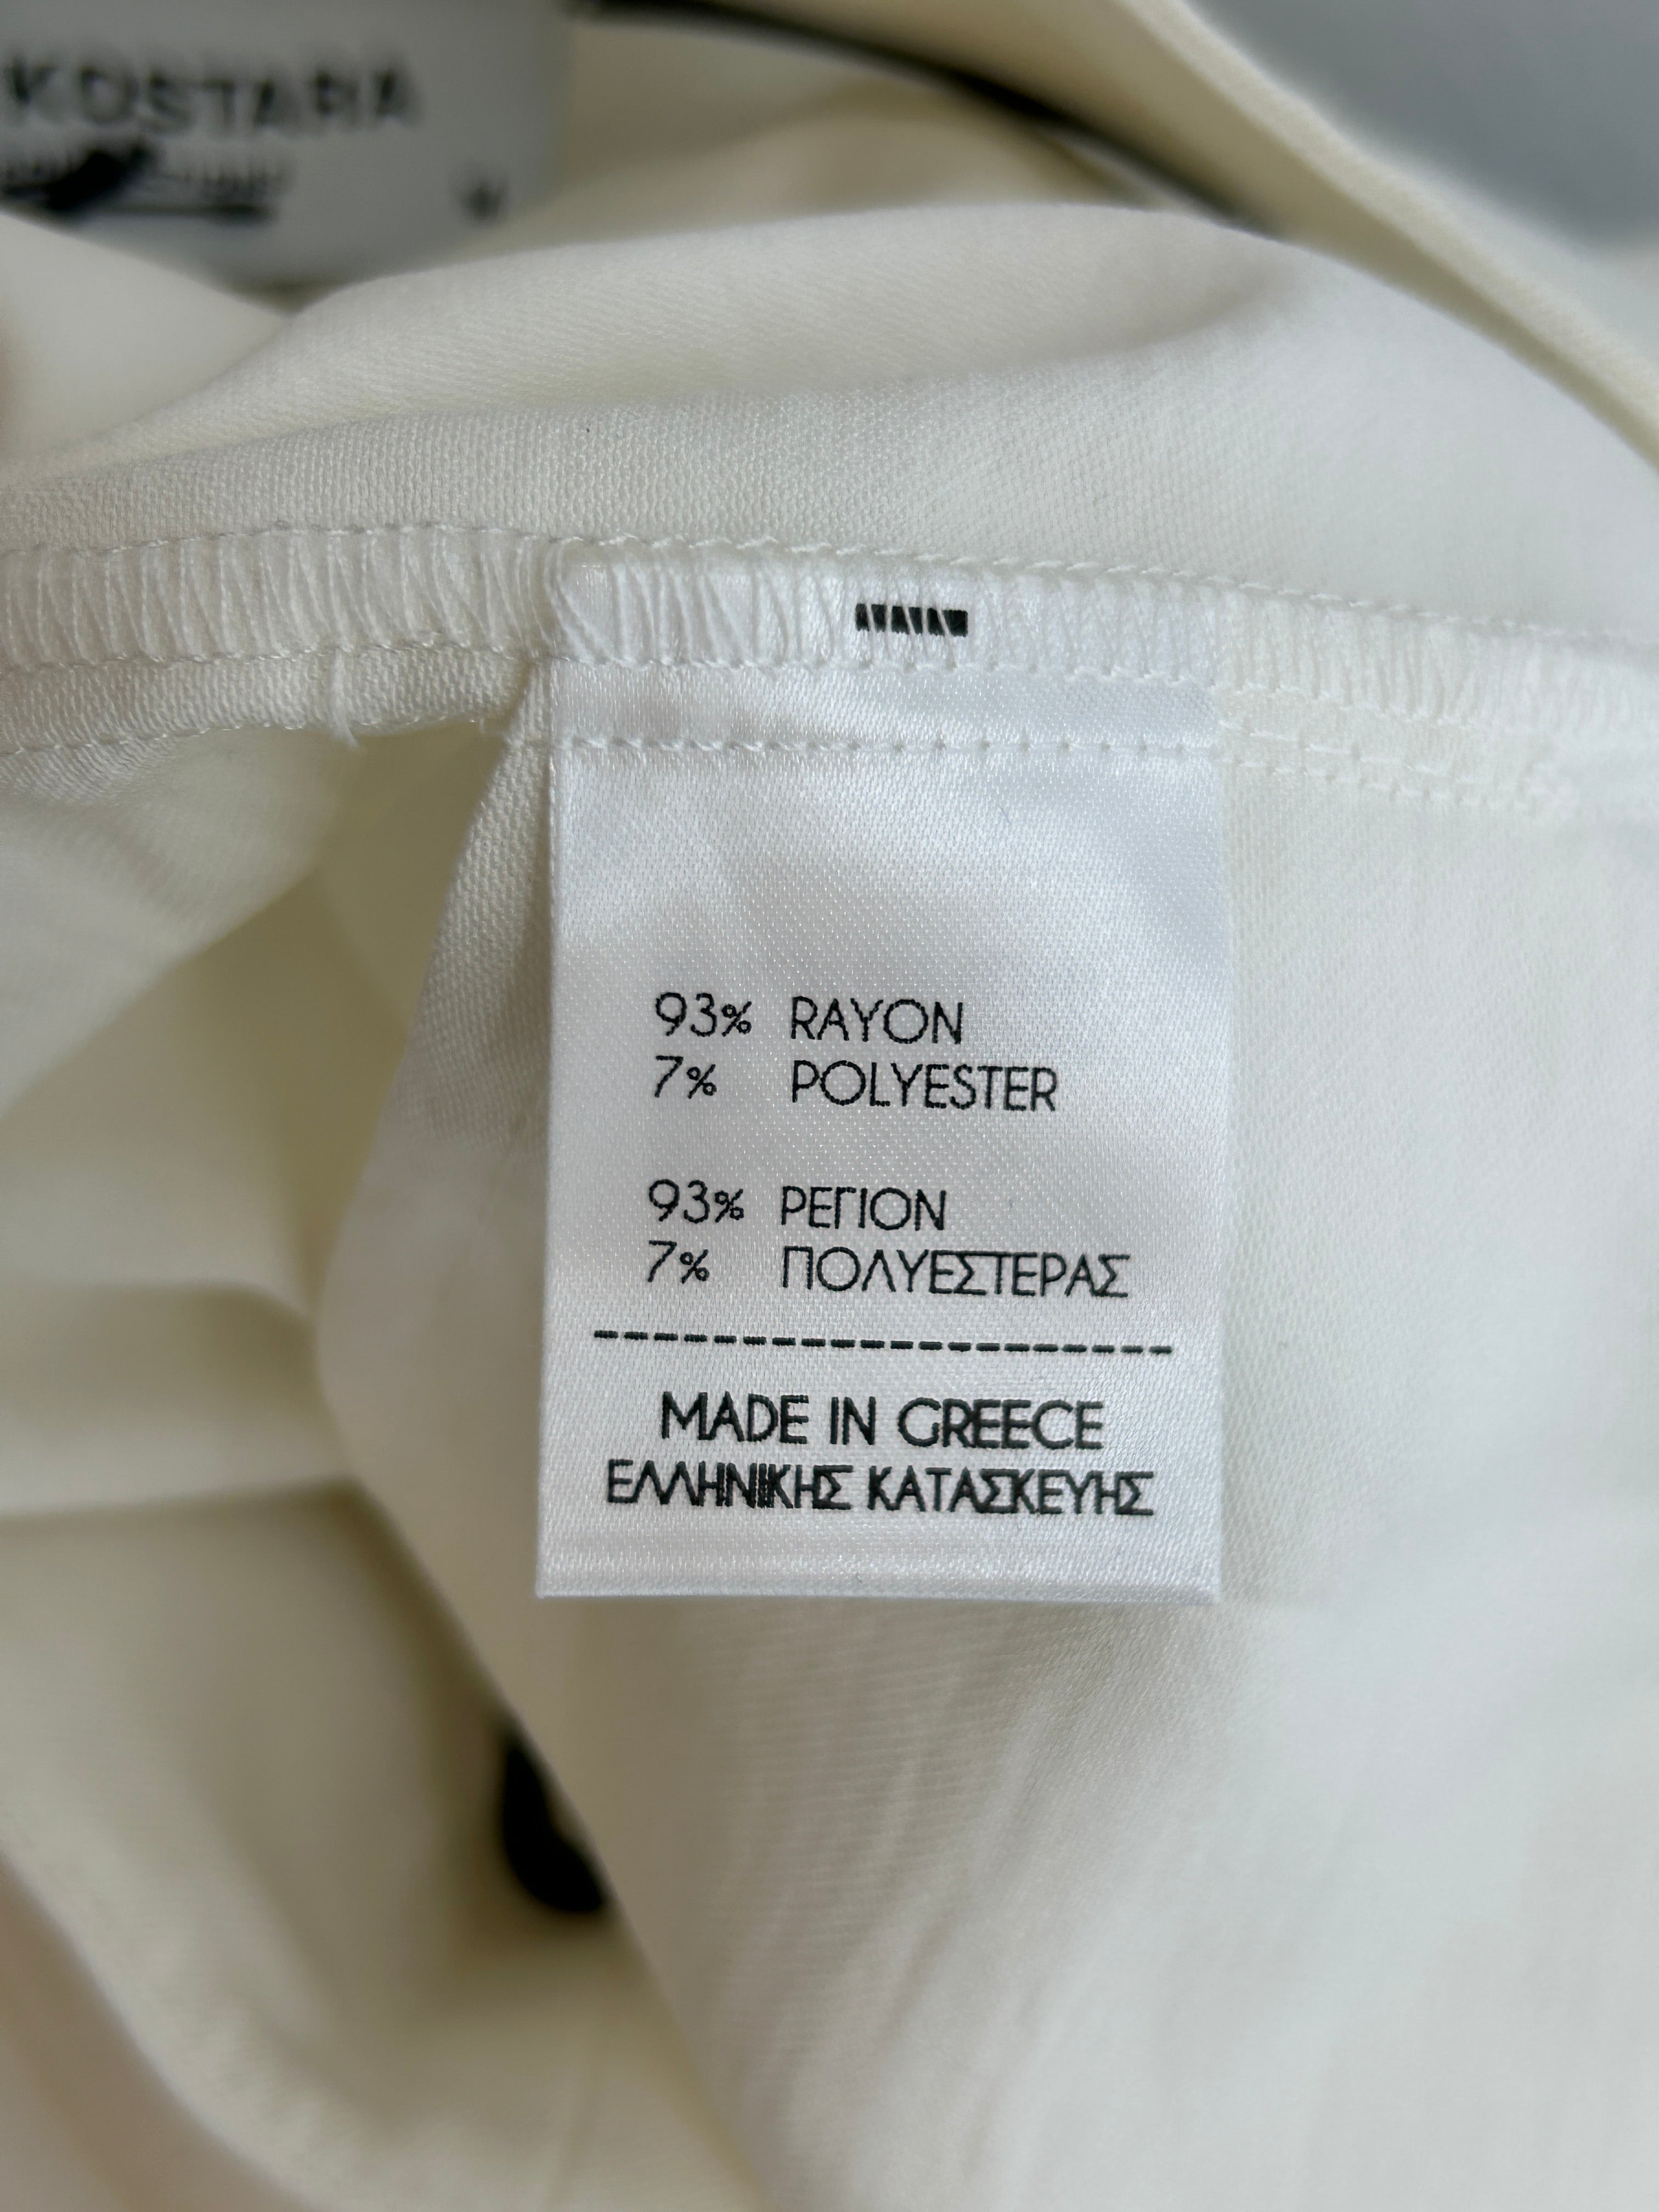 KOSTARA
93% RAYON
7% POLYESTER
93% ΡΕΓΙΟΝ
7% ΠΟΛΥΕΣΤΕΡΑΣ
MADE IN GREECE
ΕΛΛΗΝΙΚΗΣ ΚΑΤΑΣΚΕΥΗΣ